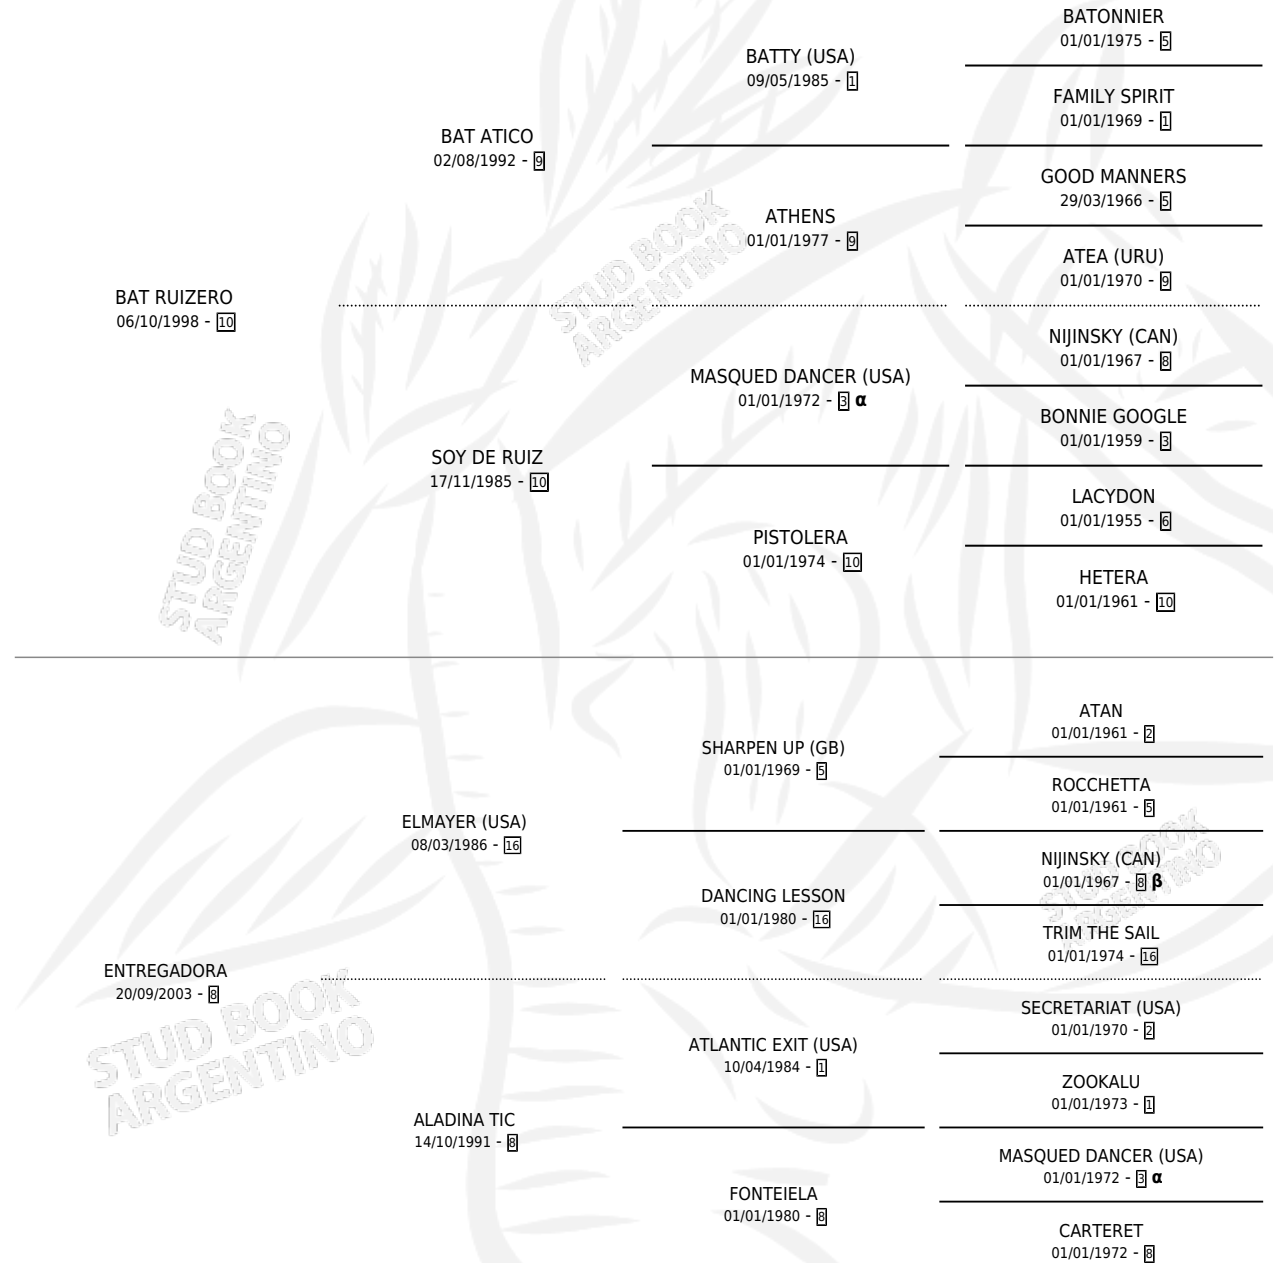 BATONNIER
01/01/1975 - 5
BATTY (USA)
09/05/1985 - 1
FAMILY SPIRIT
01/01/1969 - 1
BAT ATICO
02/08/1992 - 9
GOOD MANNERS
29/03/1966 - 5
ATHENS
01/01/1977 - 9
ATEA (URU)
01/01/1970 - 9
BAT RUIZERO
06/10/1998 - 10
NIJINSKY (CAN)
01/01/1967 - 8
MASQUED DANCER (USA)
01/01/1972 - 3 α
BONNIE GOOGLE
01/01/1959 - 3
SOY DE RUIZ
17/11/1985 - 10
LACYDON
01/01/1955 - 6
PISTOLERA
01/01/1974 - 10
HETERA
01/01/1961 - 10
STUD BOOK
ARGENTINO
STUD BOOK
ARGENTINO
ATAN
01/01/1961 - 2
SHARPEN UP (GB)
01/01/1969 - 5
ROCCHETTA
01/01/1961 - 5
ELMAYER (USA)
08/03/1986 - 16
NIJINSKY (CAN)
01/01/1967 - 8 β
DANCING LESSON
01/01/1980 - 16
TRIM THE SAIL
01/01/1974 - 16
ENTREGADORA
20/09/2003 - 8
SECRETARIAT (USA)
01/01/1970 - 2
ATLANTIC EXIT (USA)
10/04/1984 - 1
ZOOKALU
01/01/1973 - 1
ALADINA TIC
14/10/1991 - 8
MASQUED DANCER (USA)
01/01/1972 - 3 α
FONTEIELA
01/01/1980 - 8
CARTERET
01/01/1972 - 8
STUD BOOK
ARGENTINO
STUD BOOK
ARGENTINO